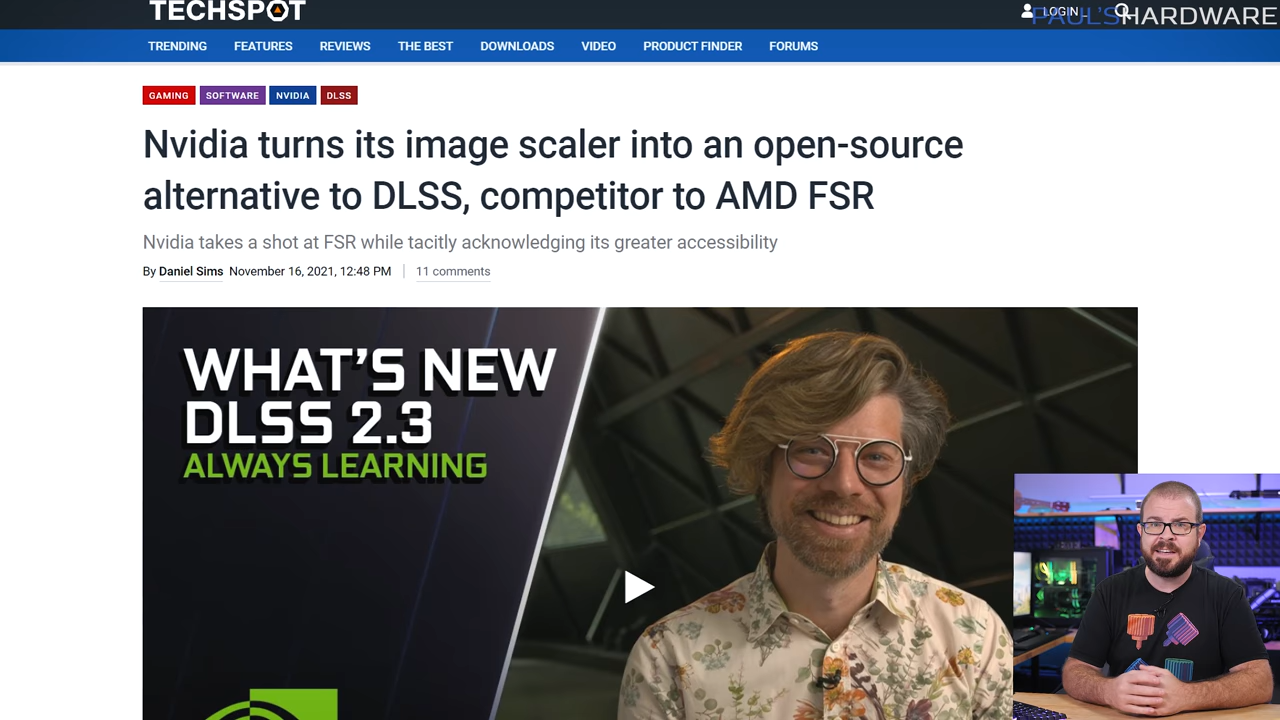 TECHSPOT
LOGIN
PAUL'SHARDWARE
TRENDING FEATURES REVIEWS THE BEST DOWNLOADS VIDEO PRODUCT FINDER FORUMS
GAMING SOFTWARE NVIDIA DLSS
Nvidia turns its image scaler into an open-source
alternative to DLSS, competitor to AMD FSR
Nvidia takes a shot at FSR while tacitly acknowledging its greater accessibility
By Daniel Sims November 16, 2021, 12:48 PM 11 comments
WHAT'S NEW
DLSS 2.3
ALWAYS LEARNING